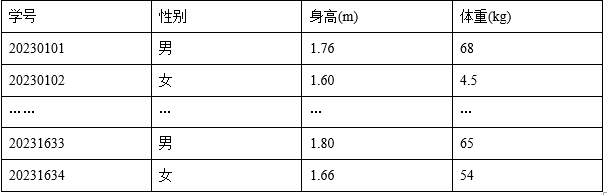 学号 性别 身高(m) 体重(kg)
20230101 男 1.76 68
20230102 女 1.60 4.5
…… … … …
20231633 男 1.80 65
20231634 女 1.66 54